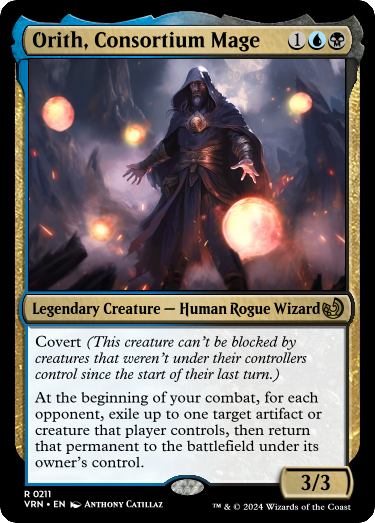 Orith, Consortium Mage 1
Legendary Creature — Human Rogue Wizard
Covert (This creature can't be blocked by
creatures that weren't under their controllers
control since the start of their last turn.)
At the beginning of your combat, for each
opponent, exile up to one target artifact or
creature that player controls, then return
that permanent to the battlefield under its
owner's control.
3/3
R 0211
VRN • EN Anthony Catillaz
™ & © 2024 Wizards of the Coast